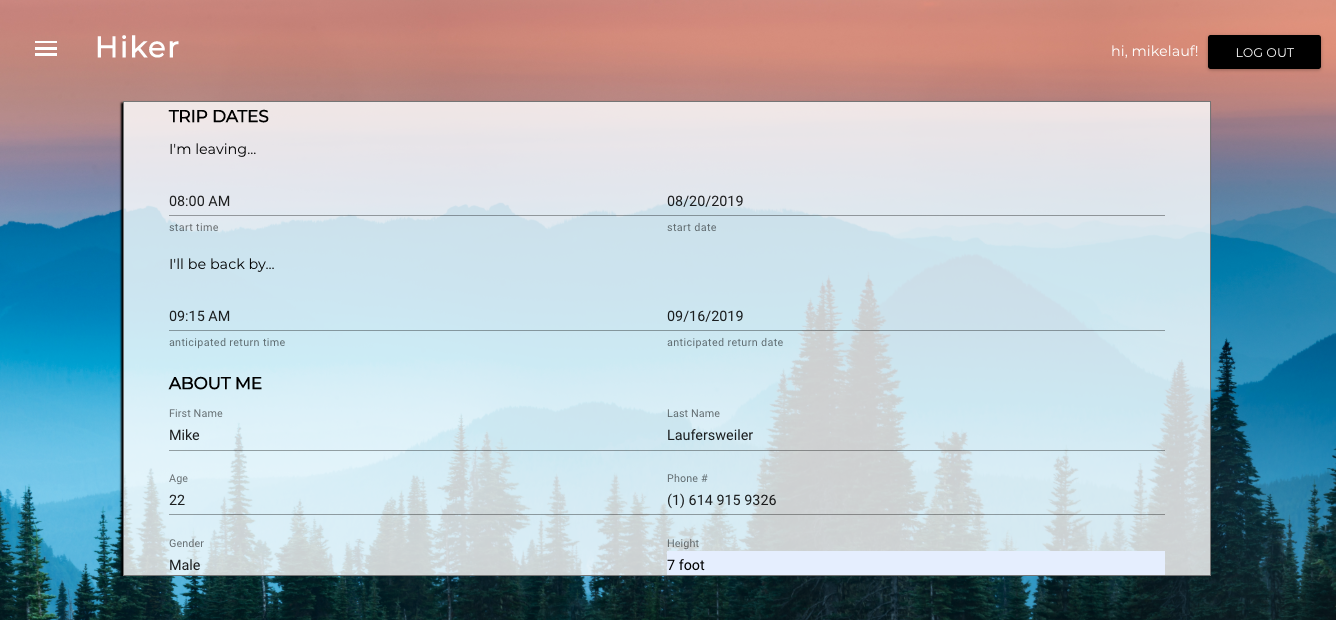 Hiker
hi, mikelauf!
LOG OUT
TRIP DATES
I'm leaving...
08:00 AM 08/20/2019
start time start date
I'll be back by...
09:15 AM 09/16/2019
anticipated return time anticipated return date
ABOUT ME
First Name Last Name
Mike Laufersweiler
Age Phone #
22 (1) 614 915 9326
Gender Height
Male 7 foot